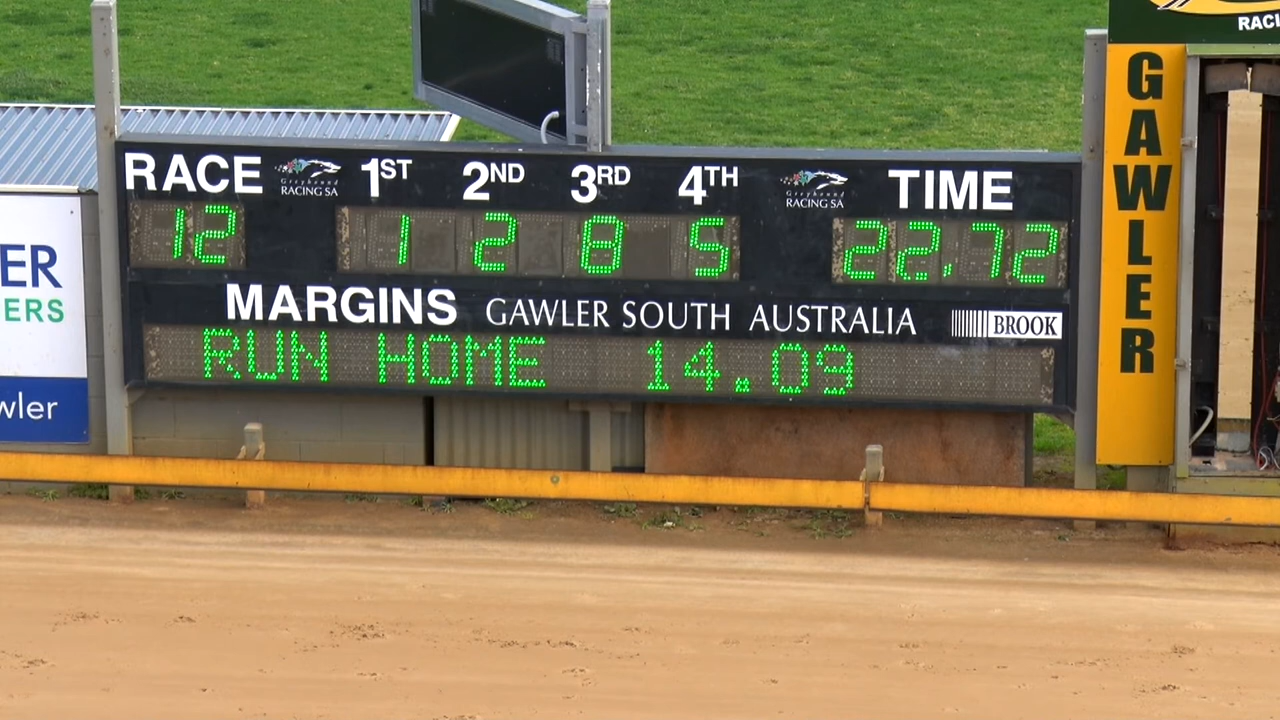 RACI
GAWLER
RACE Greyhound RACING SA 1ST 2ND 3RD 4TH Greyhound RACING SA TIME
12 1 2 8 5 22.72
MARGINS GAWLER SOUTH AUSTRALIA BROOK
RUN HOME 14.09
ER
ERS
wler